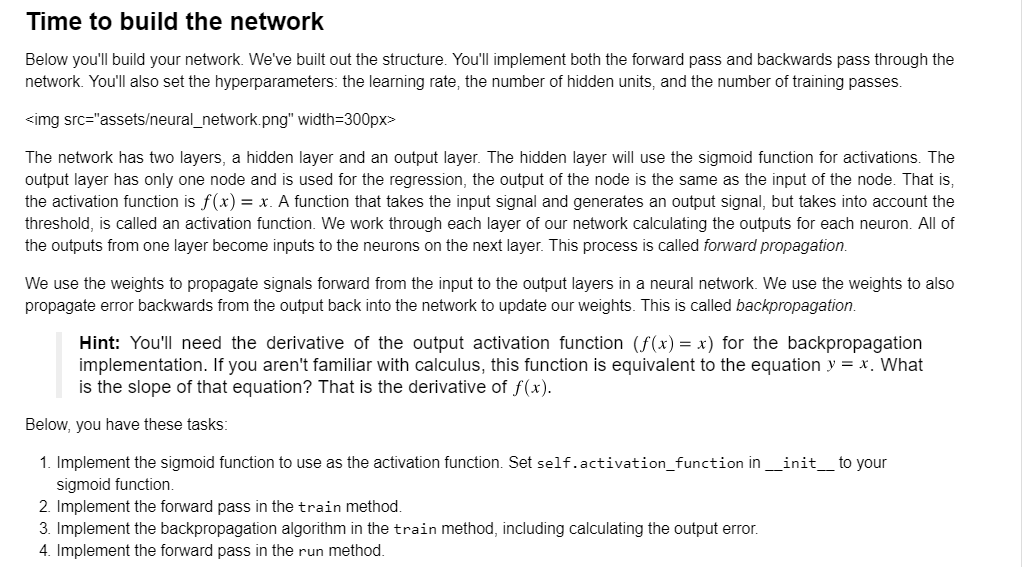 Time to build the network
Below you'll build your network. We've built out the structure. You'll implement both the forward pass and backwards pass through the
network. You'll also set the hyperparameters: the learning rate, the number of hidden units, and the number of training passes.
<img src="assets/neural_network.png" width=300px>
The network has two layers, a hidden layer and an output layer. The hidden layer will use the sigmoid function for activations. The
output layer has only one node and is used for the regression, the output of the node is the same as the input of the node. That is,
the activation function is f(x) = x. A function that takes the input signal and generates an output signal, but takes into account the
threshold, is called an activation function. We work through each layer of our network calculating the outputs for each neuron. All of
the outputs from one layer become inputs to the neurons on the next layer. This process is called forward propagation.
We use the weights to propagate signals forward from the input to the output layers in a neural network. We use the weights to also
propagate error backwards from the output back into the network to update our weights. This is called backpropagation.
Hint: You'll need the derivative of the output activation function (f(x) = x) for the backpropagation
implementation. If you aren't familiar with calculus, this function is equivalent to the equation y = x. What
is the slope of that equation? That is the derivative of f(x).
Below, you have these tasks:
1. Implement the sigmoid function to use as the activation function. Set self.activation_function in __init__ to your
sigmoid function.
2. Implement the forward pass in the train method.
3. Implement the backpropagation algorithm in the train method, including calculating the output error.
4. Implement the forward pass in the run method.